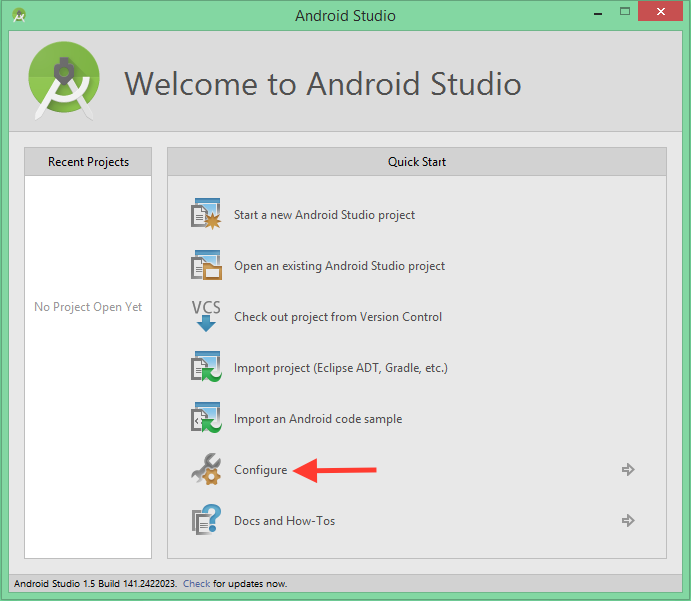 Android Studio
Welcome to Android Studio
Recent Projects
No Project Open Yet
Quick Start
Start a new Android Studio project
Open an existing Android Studio project
VCS
Check out project from Version Control
Import project (Eclipse ADT, Gradle, etc.)
Import an Android code sample
Configure
Docs and How-Tos
Android Studio 1.5 Build 141.2422023. Check for updates now.